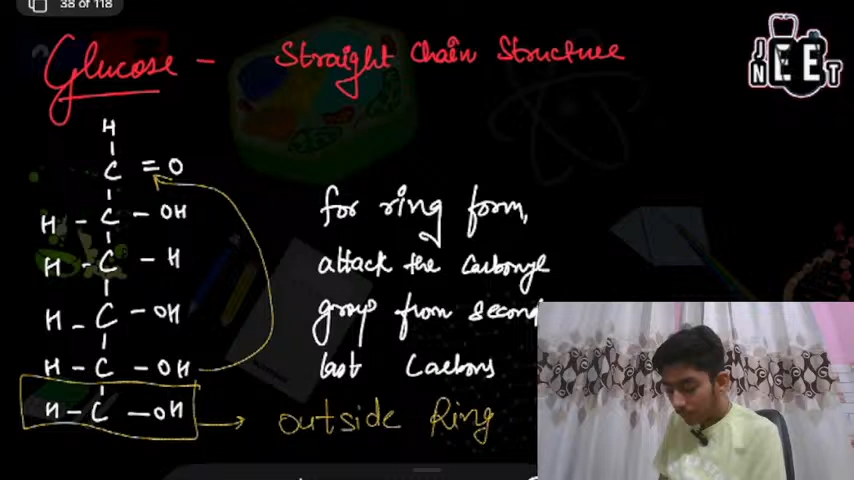 38 of 118
Glucose - Straight Chain Structure
J NEET
H
C = O
H - C - OH
for ring form,
H - C - H
attack the Carbonyl
H - C - OH
group from second
H - C - OH
last Carbons
H - C - OH
outside Ring